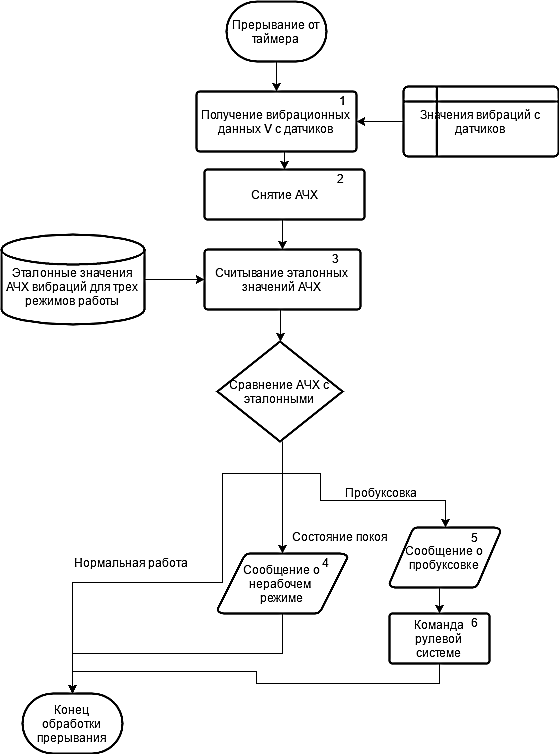 Прерывание от
таймера
1
Получение вибрационных
данных V с датчиков
Значения вибраций с
датчиков
2
Снятие АЧХ
Эталонные значения
АЧХ вибраций для трех
режимов работы
3
Считывание эталонных
значений АЧХ
Сравнение АЧХ с
эталонными
Пробуксовка
Состояние покоя
Нормальная работа
4
Сообщение о
нерабочем
режиме
5
Сообщение о
пробуксовке
6
Команда
рулевой
системе
Конец
обработки
прерывания